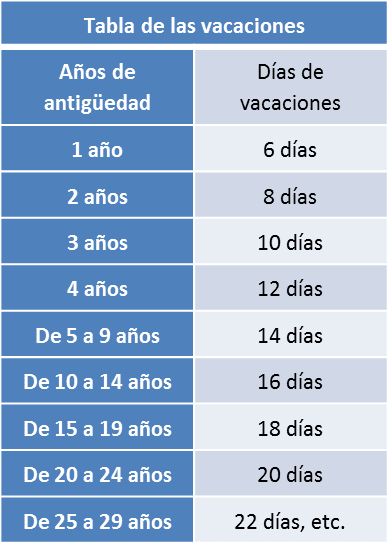 Tabla de las vacaciones
Años de antigüedad
Días de vacaciones
1 año
6 días
2 años
8 días
3 años
10 días
4 años
12 días
De 5 a 9 años
14 días
De 10 a 14 años
16 días
De 15 a 19 años
18 días
De 20 a 24 años
20 días
De 25 a 29 años
22 días, etc.